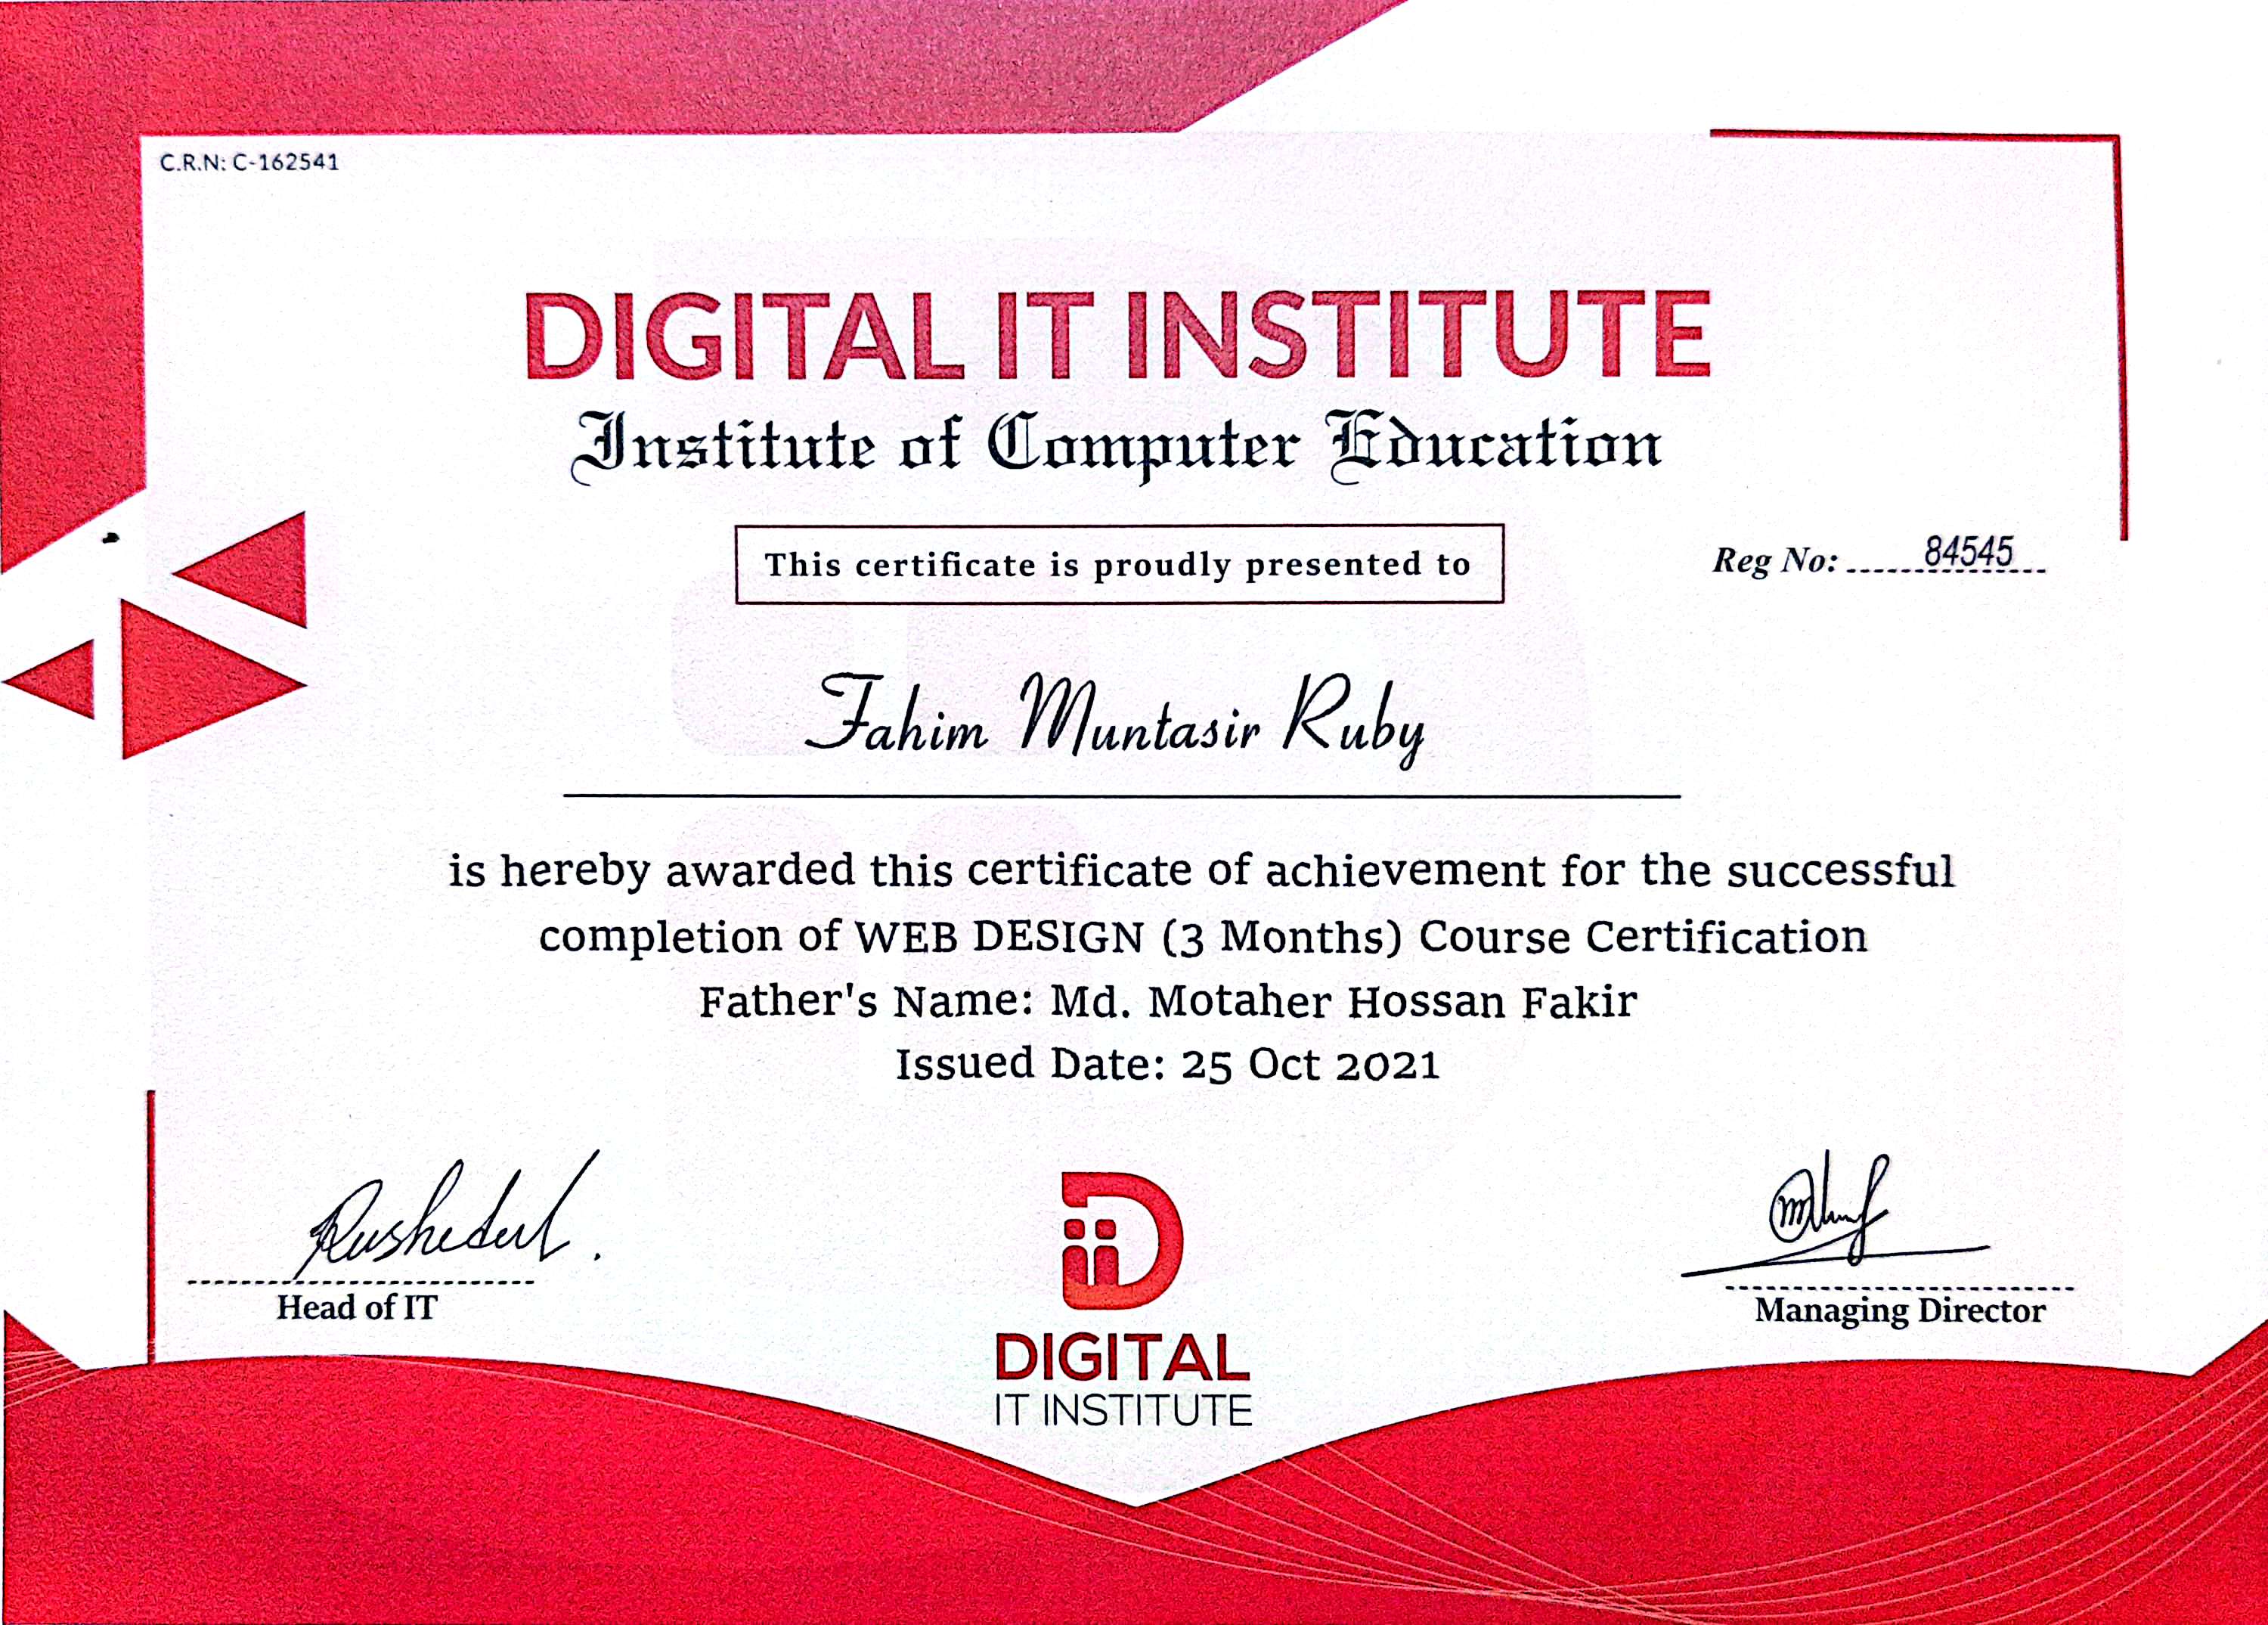 C.R.N: C-162541
DIGITAL IT INSTITUTE
Institute of Computer Education
This certificate is proudly presented to
Reg No: ......84545...
Fahim Muntasir Ruby
is hereby awarded this certificate of achievement for the successful
completion of WEB DESIGN (3 Months) Course Certification
Father's Name: Md. Motaher Hossan Fakir
Issued Date: 25 Oct 2021
Head of IT
Managing Director
DIGITAL
IT INSTITUTE